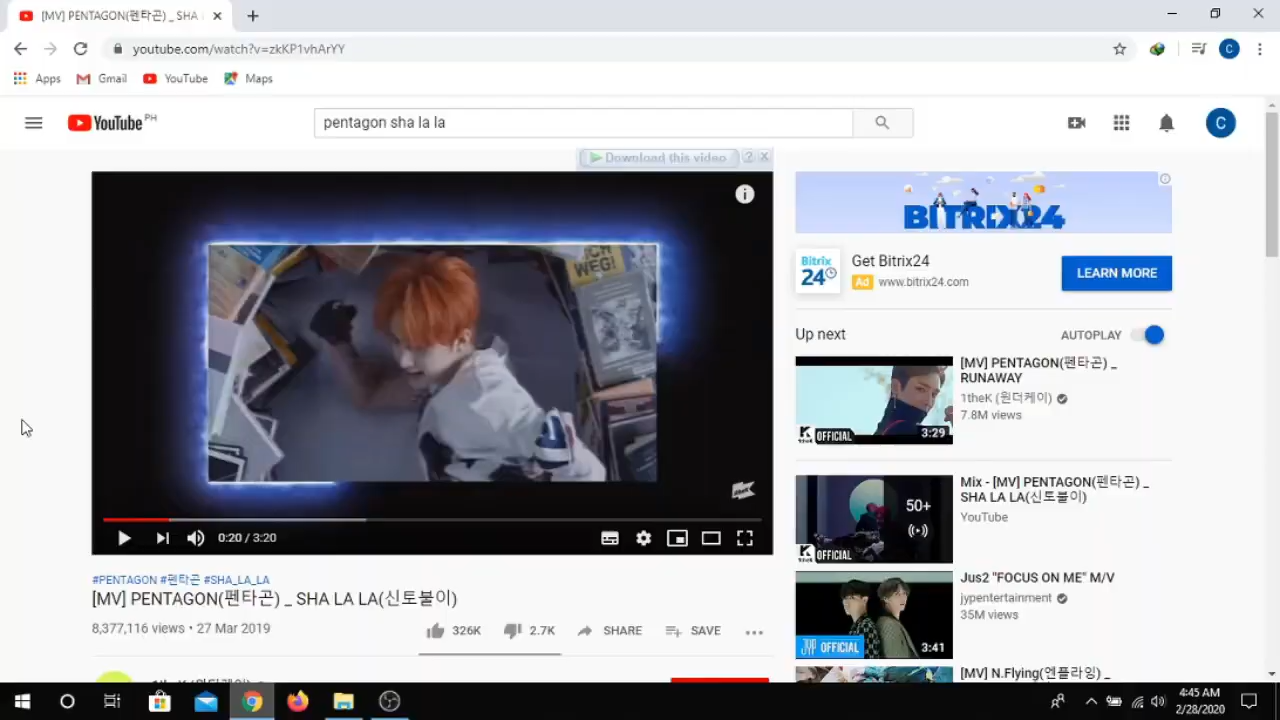 [MV] PENTAGON(펜타곤) _ SHA
youtube.com/watch?v=zkKP1vhArYY
C
Apps
Gmail
YouTube
Maps
YouTube PH
pentagon sha la la
C
Download this video
? X
BITRIX24
ICH
WEG!
Bitrix
24
Get Bitrix24
Ad www.bitrix24.com
LEARN MORE
Up next
AUTOPLAY
[MV] PENTAGON(펜타곤) _
RUNAWAY
1theK (원더케이)
7.8M views
K OFFICIAL
3:29
Mix - [MV] PENTAGON(펜타곤) _
SHA LA LA(신토불이)
YouTube
50+
K OFFICIAL
0:20 / 3:20
Jus2 "FOCUS ON ME" M/V
jypentertainment
35M views
JYP OFFICIAL
3:41
#PENTAGON #펜타곤 #SHA_LA_LA
[MV] PENTAGON(펜타곤) _ SHA LA LA(신토불이)
8,377,116 views • 27 Mar 2019
326K
2.7K
SHARE
SAVE
[MV] N.Flying(엔플라잉) _
4:45 AM
2/28/2020